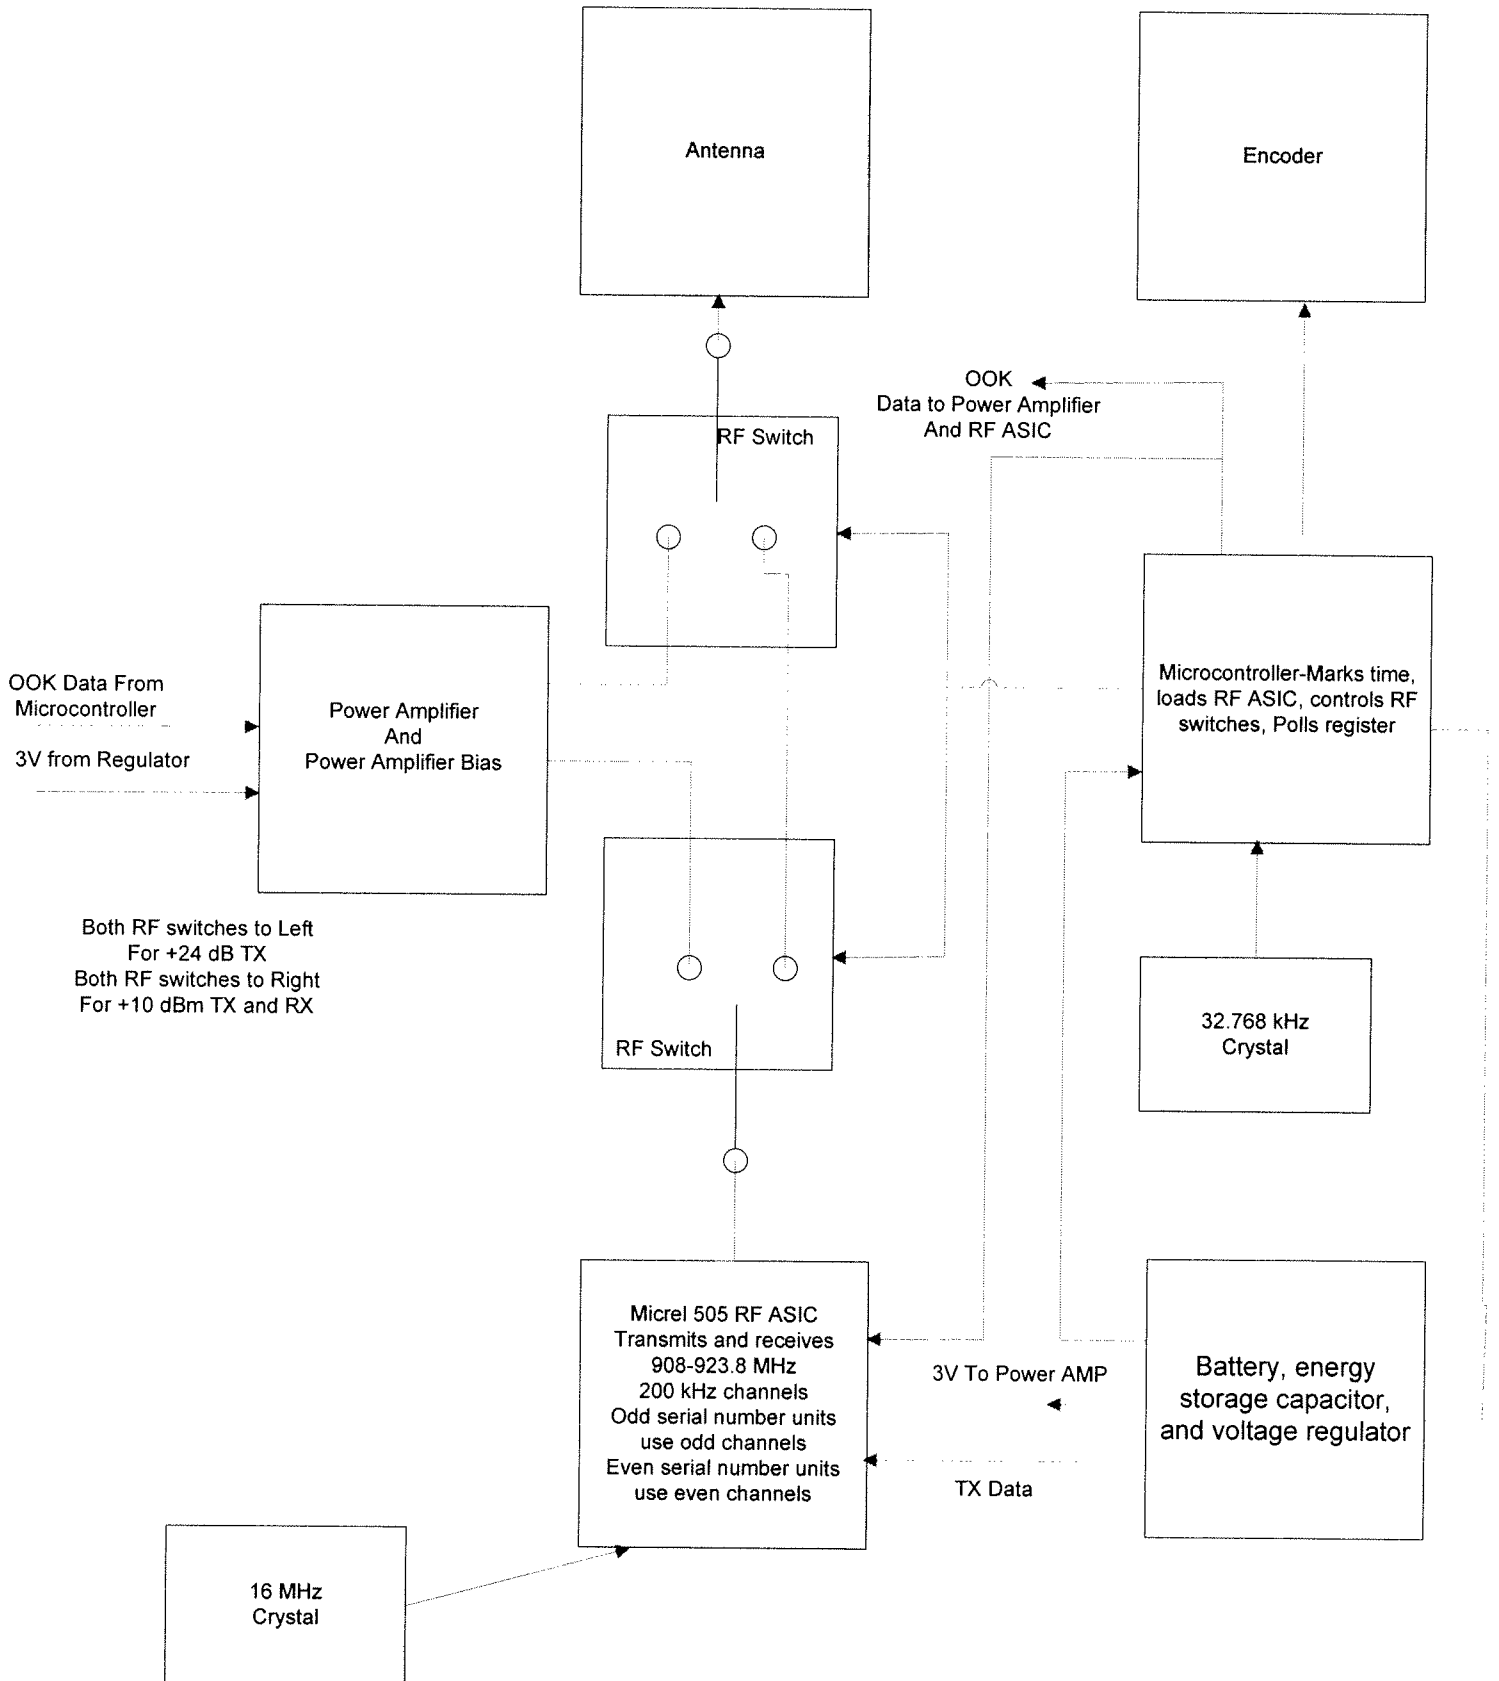 Antenna
Encoder
OOK
Data to Power Amplifier
And RF ASIC
RF Switch
OOK Data From
Microcontroller
3V from Regulator
Power Amplifier
And
Power Amplifier Bias
Microcontroller-Marks time,
loads RF ASIC, controls RF
switches, Polls register
Both RF switches to Left
For +24 dB TX
Both RF switches to Right
For +10 dBm TX and RX
RF Switch
32.768 kHz
Crystal
Micrel 505 RF ASIC
Transmits and receives
908-923.8 MHz
200 kHz channels
Odd serial number units
use odd channels
Even serial number units
use even channels
3V To Power AMP
TX Data
Battery, energy
storage capacitor,
and voltage regulator
16 MHz
Crystal